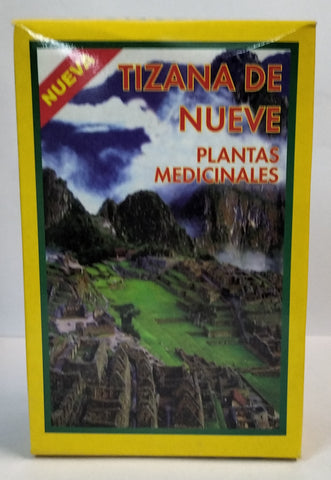 NUEVA
TIZANA DE
NUEVE
PLANTAS
MEDICINALES